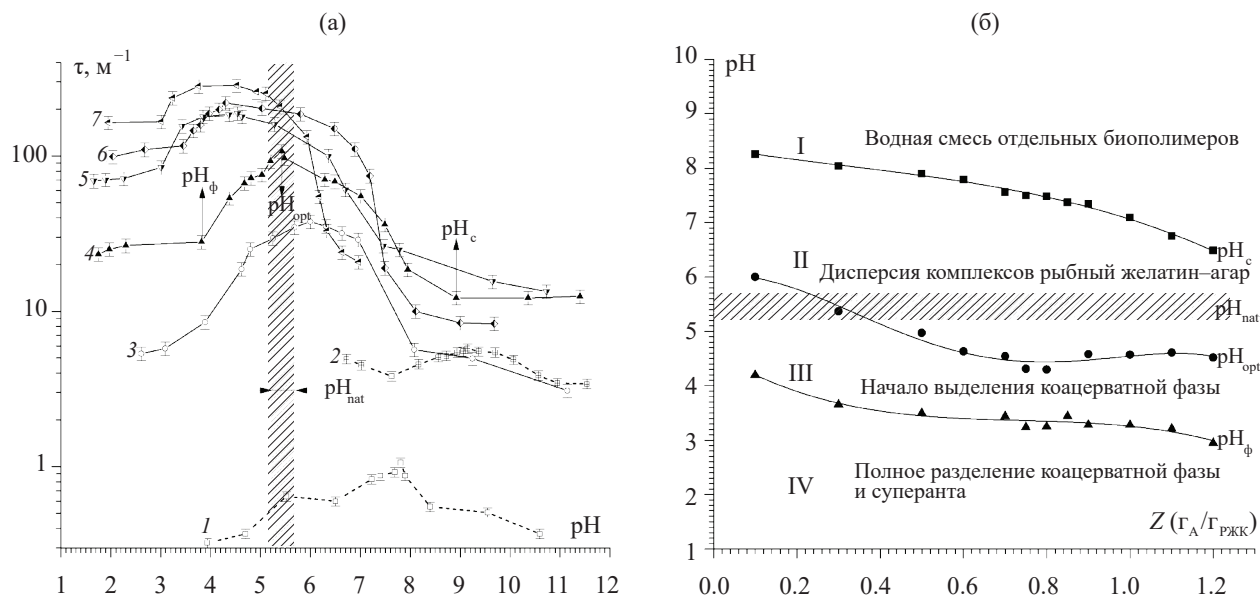 (а)
τ, м⁻¹
100
10
1
7
6
5
4
3
2
1
pHф
pHopt
pHc
pHnat
pH
1 2 3 4 5 6 7 8 9 10 11 12
(б)
pH
10
9
8
7
6
5
4
3
2
1
I
Водная смесь отдельных биополимеров
pHc
II
Дисперсия комплексов рыбный желатин–агар
pHnat
pHopt
III
Начало выделения коацерватной фазы
pHф
IV
Полное разделение коацерватной фазы
и суперанта
Z (гА/гРЖК)
0.0 0.2 0.4 0.6 0.8 1.0 1.2